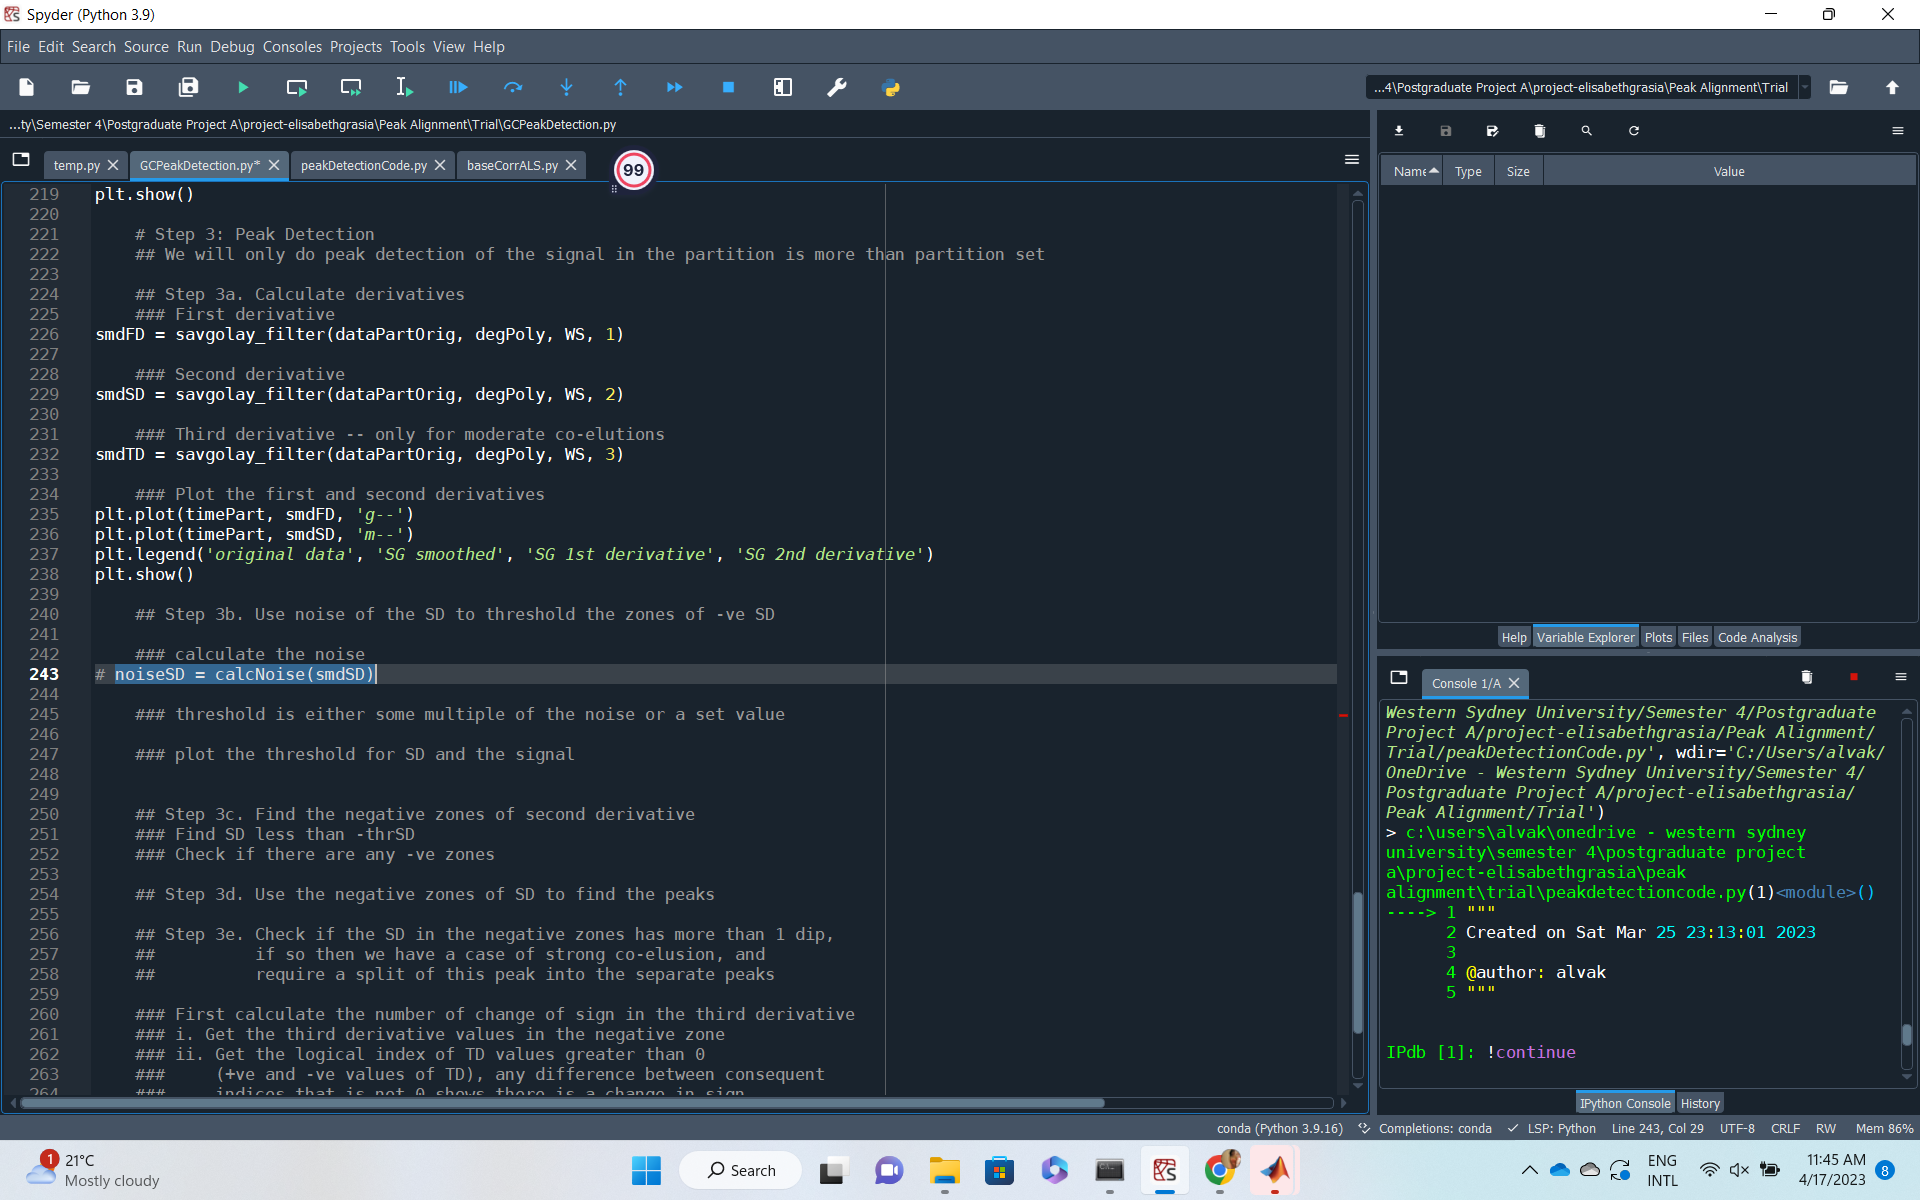 Spyder (Python 3.9)
File Edit Search Source Run Debug Consoles Projects Tools View Help
...4\Postgraduate Project A\project-elisabethgrasia\Peak Alignment\Trial
...ty\Semester 4\Postgraduate Project A\project-elisabethgrasia\Peak Alignment\Trial\GCPeakDetection.py
temp.py GCPeakDetection.py* peakDetectionCode.py baseCorrALS.py 99
219 plt.show()
220
221 # Step 3: Peak Detection
222 ## We will only do peak detection of the signal in the partition is more than partition set
223
224 ## Step 3a. Calculate derivatives
225 ### First derivative
226 smdFD = savgolay_filter(dataPartOrig, degPoly, WS, 1)
227
228 ### Second derivative
229 smdSD = savgolay_filter(dataPartOrig, degPoly, WS, 2)
230
231 ### Third derivative -- only for moderate co-elutions
232 smdTD = savgolay_filter(dataPartOrig, degPoly, WS, 3)
233
234 ### Plot the first and second derivatives
235 plt.plot(timePart, smdFD, 'g--')
236 plt.plot(timePart, smdSD, 'm--')
237 plt.legend('original data', 'SG smoothed', 'SG 1st derivative', 'SG 2nd derivative')
238 plt.show()
239
240 ## Step 3b. Use noise of the SD to threshold the zones of -ve SD
241
242 ### calculate the noise
243 # noiseSD = calcNoise(smdSD)
244
245 ### threshold is either some multiple of the noise or a set value
246
247 ### plot the threshold for SD and the signal
248
249
250 ## Step 3c. Find the negative zones of second derivative
251 ### Find SD less than -thrSD
252 ### Check if there are any -ve zones
253
254 ## Step 3d. Use the negative zones of SD to find the peaks
255
256 ## Step 3e. Check if the SD in the negative zones has more than 1 dip,
257 ## if so then we have a case of strong co-elusion, and
258 ## require a split of this peak into the separate peaks
259
260 ### First calculate the number of change of sign in the third derivative
261 ### i. Get the third derivative values in the negative zone
262 ### ii. Get the logical index of TD values greater than 0
263 ### (+ve and -ve values of TD), any difference between consequent
264 ### indices that is not 0 shows there is a change in sign
Name Type Size Value
Help Variable Explorer Plots Files Code Analysis
Console 1/A
Western Sydney University/Semester 4/Postgraduate
Project A/project-elisabethgrasia/Peak Alignment/
Trial/peakDetectionCode.py', wdir='C:/Users/alvak/
OneDrive - Western Sydney University/Semester 4/
Postgraduate Project A/project-elisabethgrasia/
Peak Alignment/Trial')
> c:\users\alvak\onedrive - western sydney
university\semester 4\postgraduate project
a\project-elisabethgrasia\peak
alignment\trial\peakdetectioncode.py(1)<module>()
----> 1 """
2 Created on Sat Mar 25 23:13:01 2023
3
4 @author: alvak
5 """
IPdb [1]: !continue
IPython Console History
conda (Python 3.9.16) Completions: conda LSP: Python Line 243, Col 29 UTF-8 CRLF RW Mem 86%
1
21°C
Mostly cloudy
Search
ENG
INTL
11:45 AM
4/17/2023
8